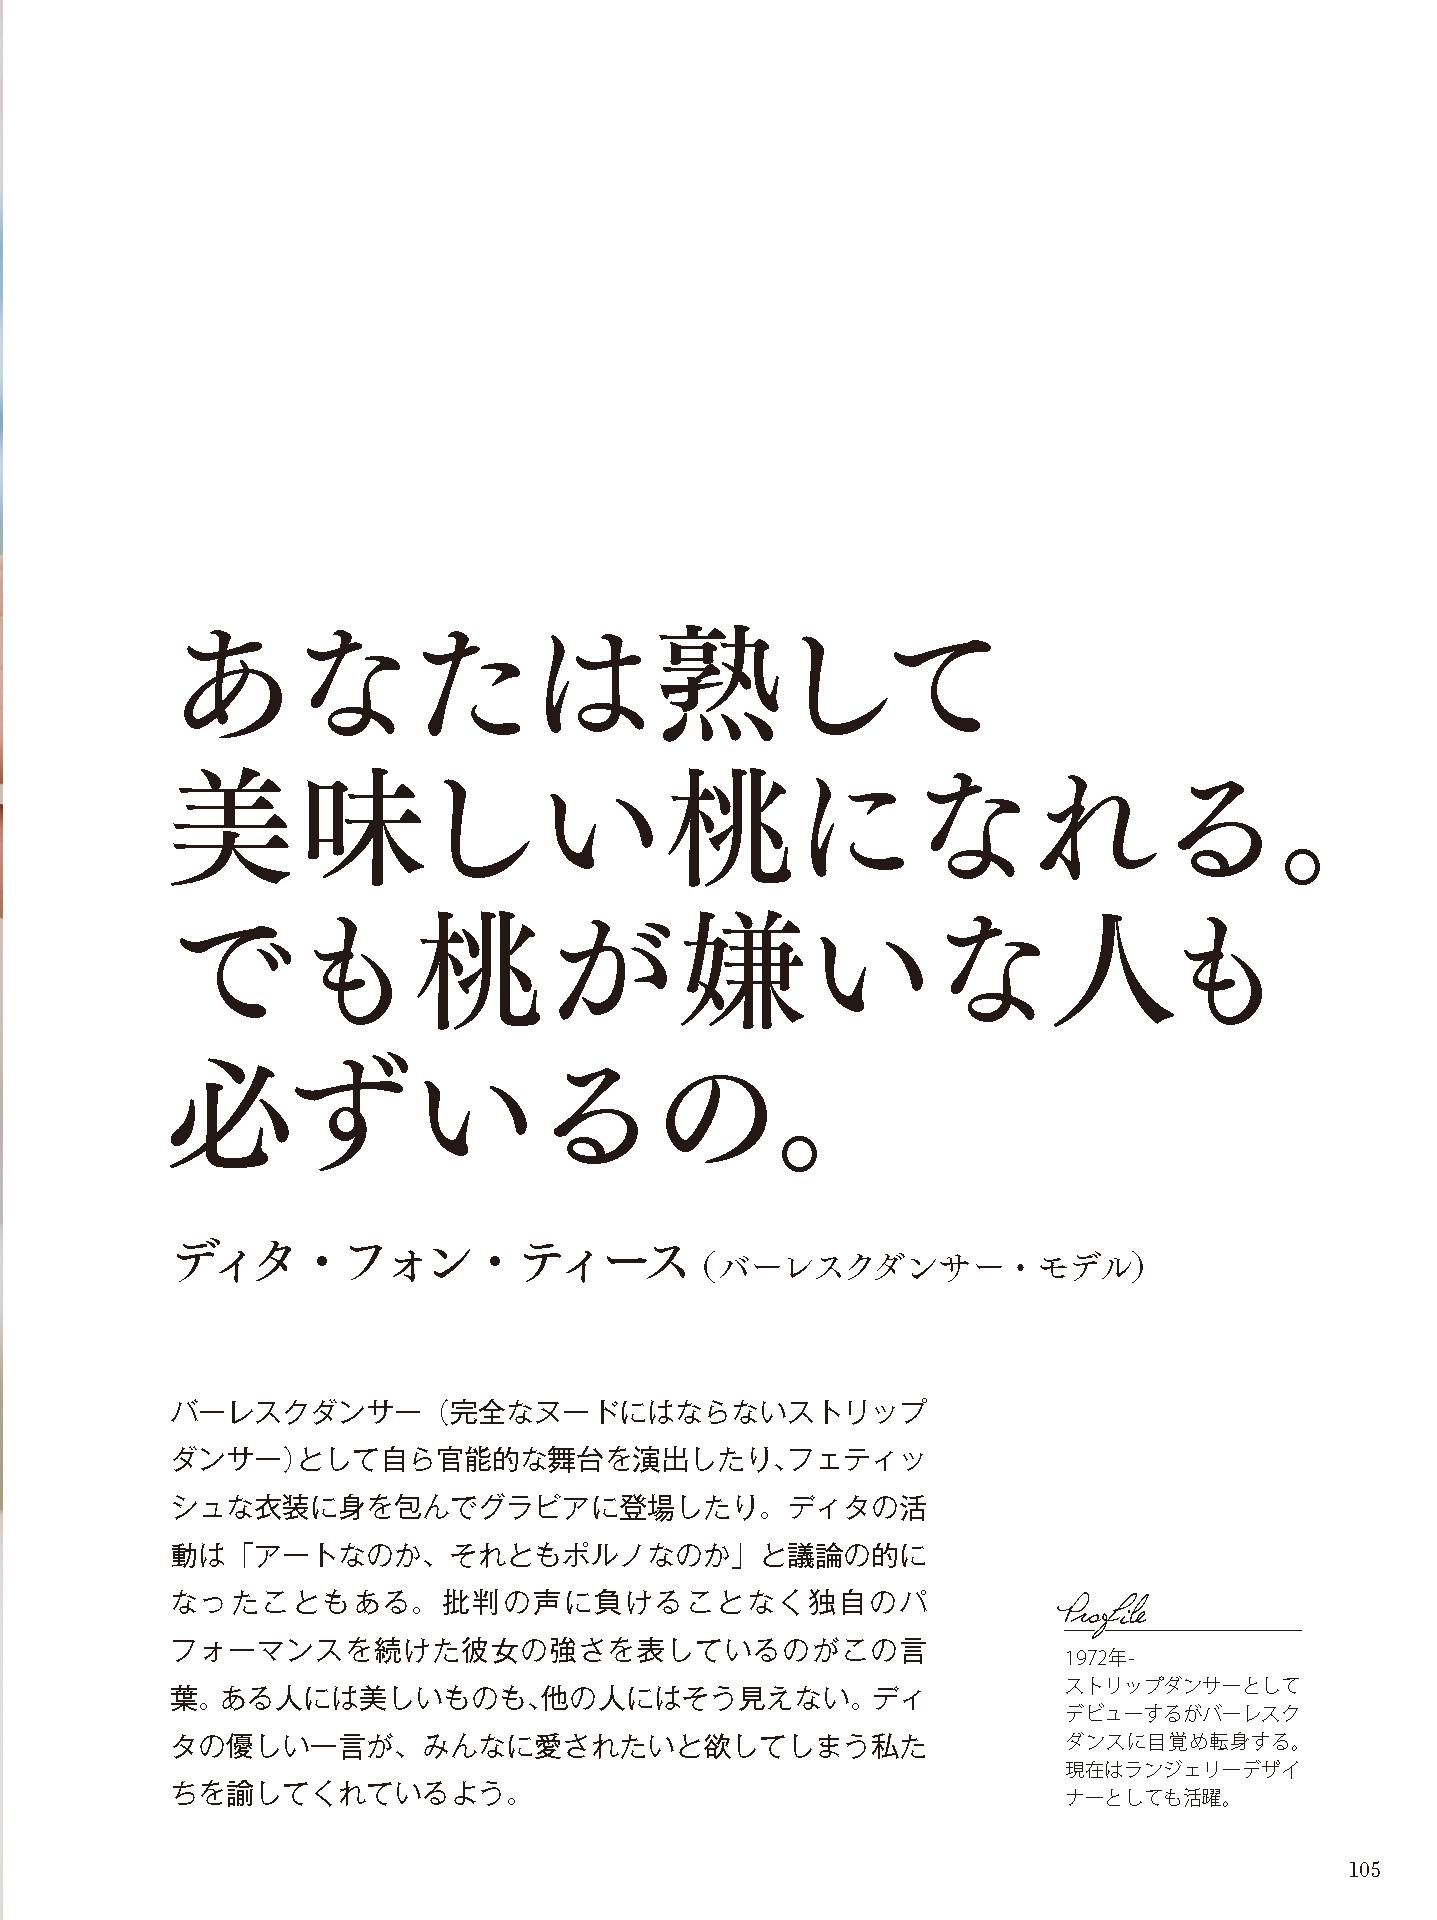 あなたは熟して
美味しい桃になれる。
でも桃が嫌いな人も
必ずいるの。
ディタ・フォン・ティース（バーレスクダンサー・モデル）
バーレスクダンサー（完全なヌードにはならないストリップ
ダンサー）として自ら官能的な舞台を演出したり、フェティッ
シュな衣装に身を包んでグラビアに登場したり。ディタの活
動は「アートなのか、それともポルノなのか」と議論の的に
なったこともある。批判の声に負けることなく独自のパ
フォーマンスを続けた彼女の強さを表しているのがこの言
葉。ある人には美しいものも、他の人にはそう見えない。ディ
タの優しい一言が、みんなに愛されたいと欲してしまう私た
ちを諭してくれているよう。
Profile
1972年-
ストリップダンサーとして
デビューするがバーレスク
ダンスに目覚め転身する。
現在はランジェリーデザイ
ナーとしても活躍。
105